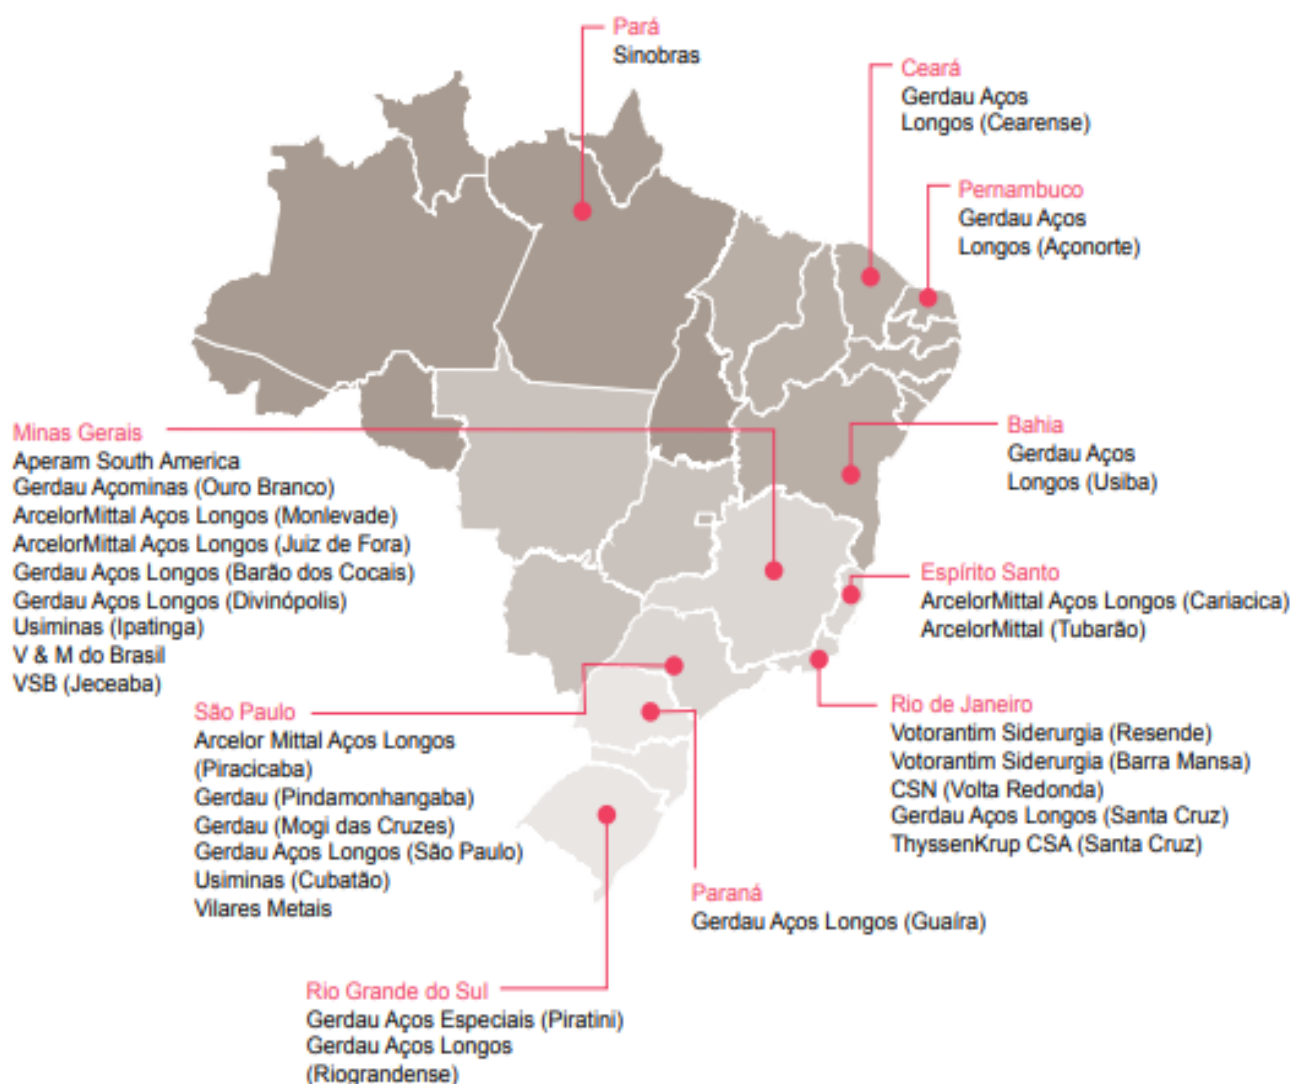 Pará
Sinobras
Ceará
Gerdau Aços
Longos (Cearense)
Pernambuco
Gerdau Aços
Longos (Açonorte)
Minas Gerais
Aperam South America
Gerdau Açominas (Ouro Branco)
ArcelorMittal Aços Longos (Monlevade)
ArcelorMittal Aços Longos (Juiz de Fora)
Gerdau Aços Longos (Barão dos Cocais)
Gerdau Aços Longos (Divinópolis)
Usiminas (Ipatinga)
V & M do Brasil
VSB (Jeceaba)
Bahia
Gerdau Aços
Longos (Usiba)
Espírito Santo
ArcelorMittal Aços Longos (Cariacica)
ArcelorMittal (Tubarão)
São Paulo
Arcelor Mittal Aços Longos
(Piracicaba)
Gerdau (Pindamonhangaba)
Gerdau (Mogi das Cruzes)
Gerdau Aços Longos (São Paulo)
Usiminas (Cubatão)
Vilares Metais
Rio de Janeiro
Votorantim Siderurgia (Resende)
Votorantim Siderurgia (Barra Mansa)
CSN (Volta Redonda)
Gerdau Aços Longos (Santa Cruz)
ThyssenKrup CSA (Santa Cruz)
Paraná
Gerdau Aços Longos (Guaíra)
Rio Grande do Sul
Gerdau Aços Especiais (Piratini)
Gerdau Aços Longos
(Riograndense)